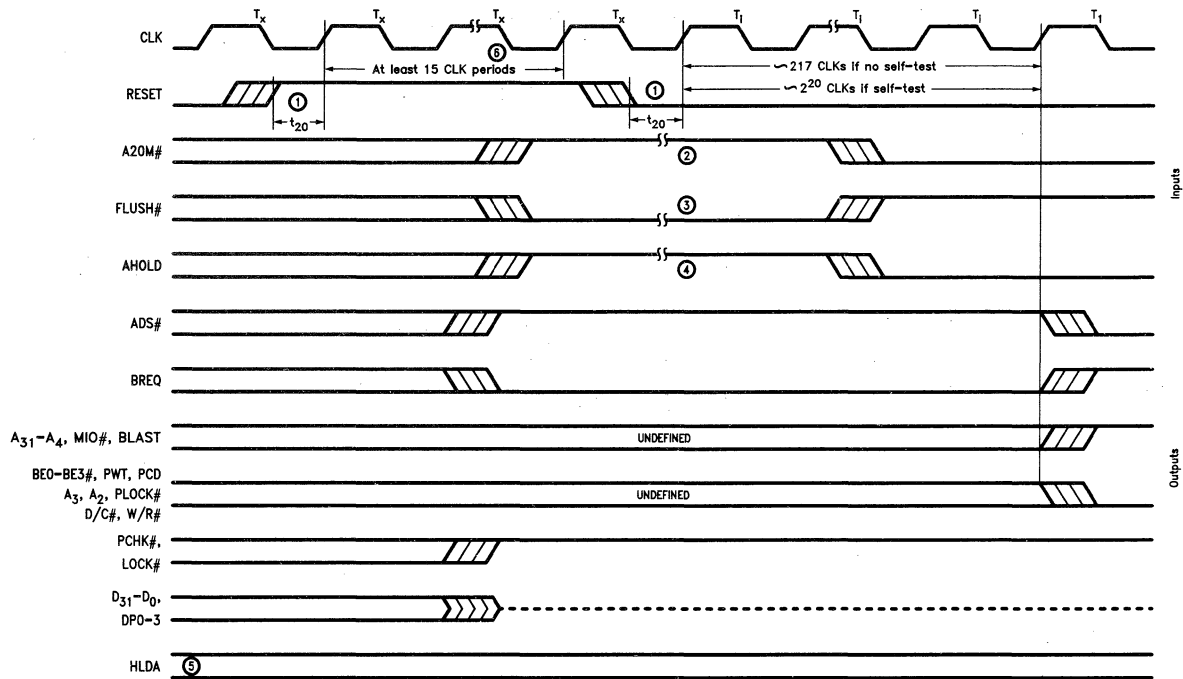 Tx Tx Tx Tx Ti Ti Ti T1
CLK
6
At least 15 CLK periods
~217 CLKs if no self-test
RESET
1
1
~2^20 CLKs if self-test
t20
t20
A20M#
2
FLUSH#
3
Inputs
AHOLD
4
ADS#
BREQ
A31–A4, MIO#, BLAST
UNDEFINED
BE0–BE3#, PWT, PCD
A3, A2, PLOCK#
UNDEFINED
D/C#, W/R#
Outputs
PCHK#,
LOCK#
D31–D0,
DP0-3
HLDA
5